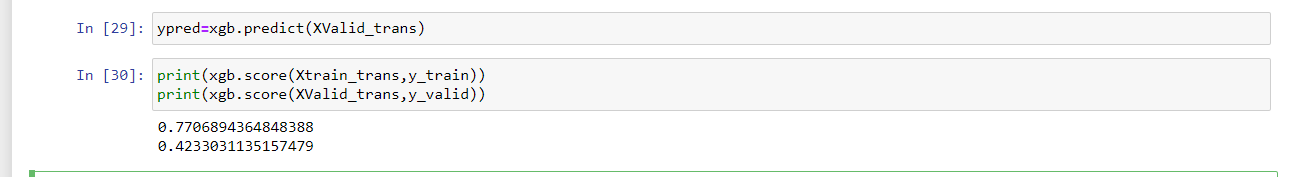 In [29]: ypred=xgb.predict(XValid_trans)
In [30]: print(xgb.score(Xtrain_trans,y_train))
print(xgb.score(XValid_trans,y_valid))
0.7706894364848388
0.4233031135157479